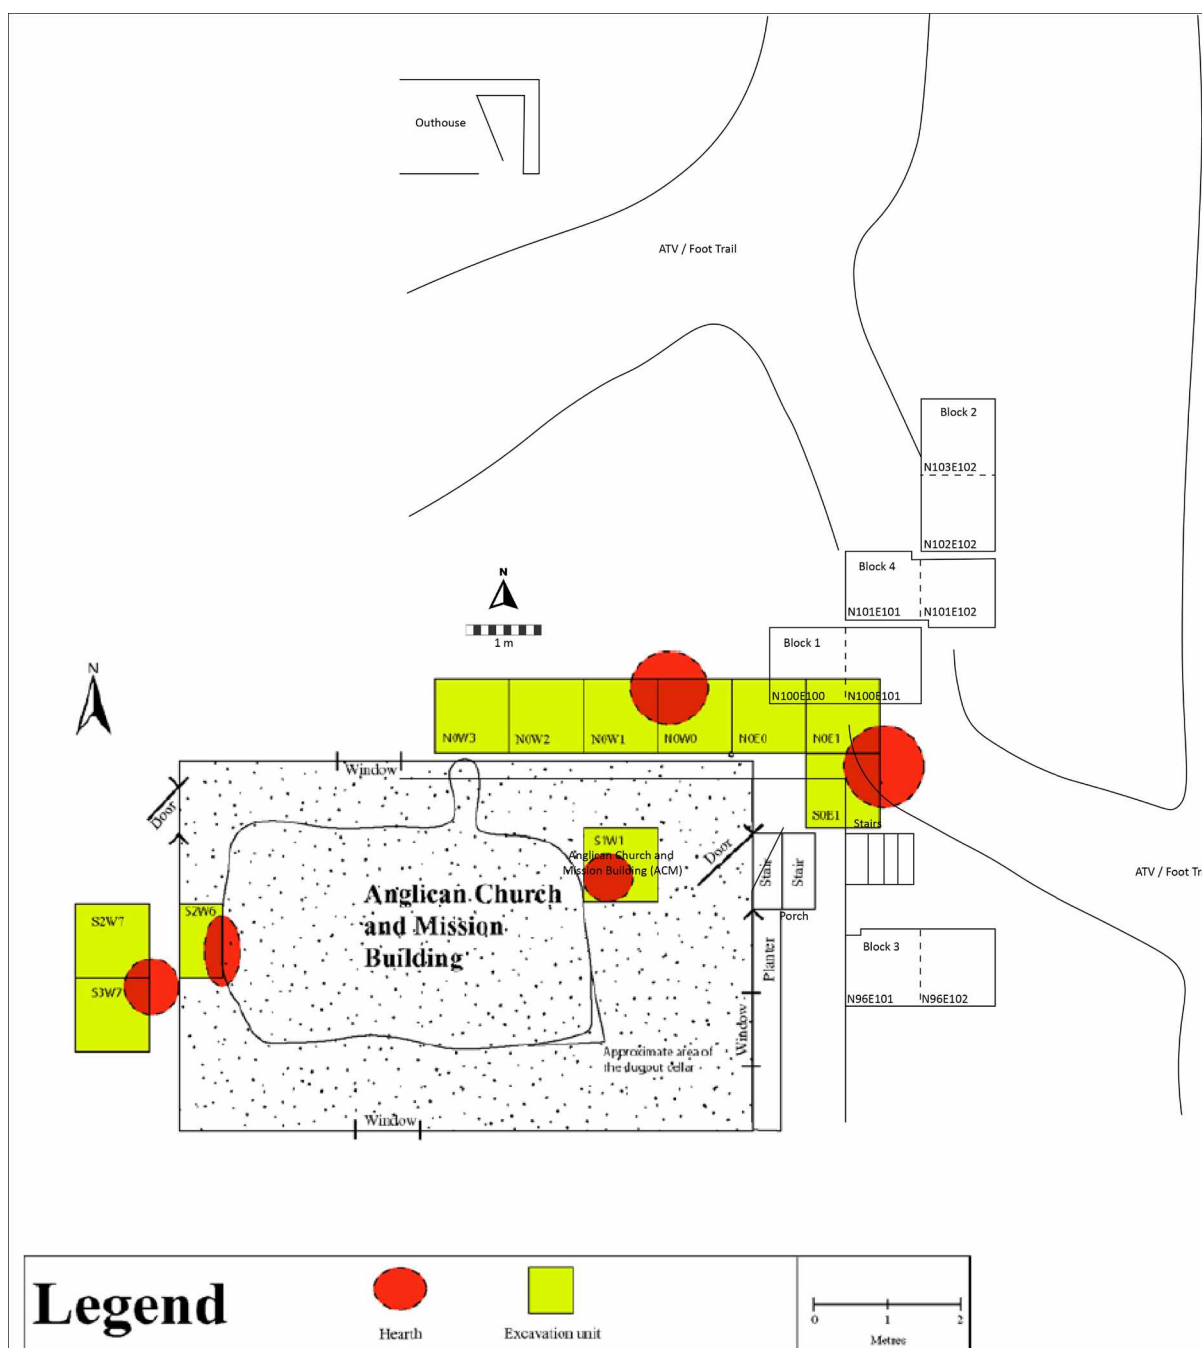 Outhouse
ATV / Foot Trail
Block 2
N103E102
N102E102
Block 4
N101E101
N101E102
N
1 m
Block 1
N100E100
N100E101
N
N0W3
N0W2
N0W1
N0W0
N0E0
N0E1
Window
Door
S0E1
Stairs
S1W1
Anglican Church and
Mission Building (ACM)
Door
Stair
Stair
Porch
ATV / Foot Tr
Anglican Church
and Mission
Building
S2W7
S2W6
S3W7
Planter
Block 3
N96E101
N96E102
Window
Approximate area of
the dugout cellar
Window
Legend
Hearth
Excavation unit
0
1
2
Metres